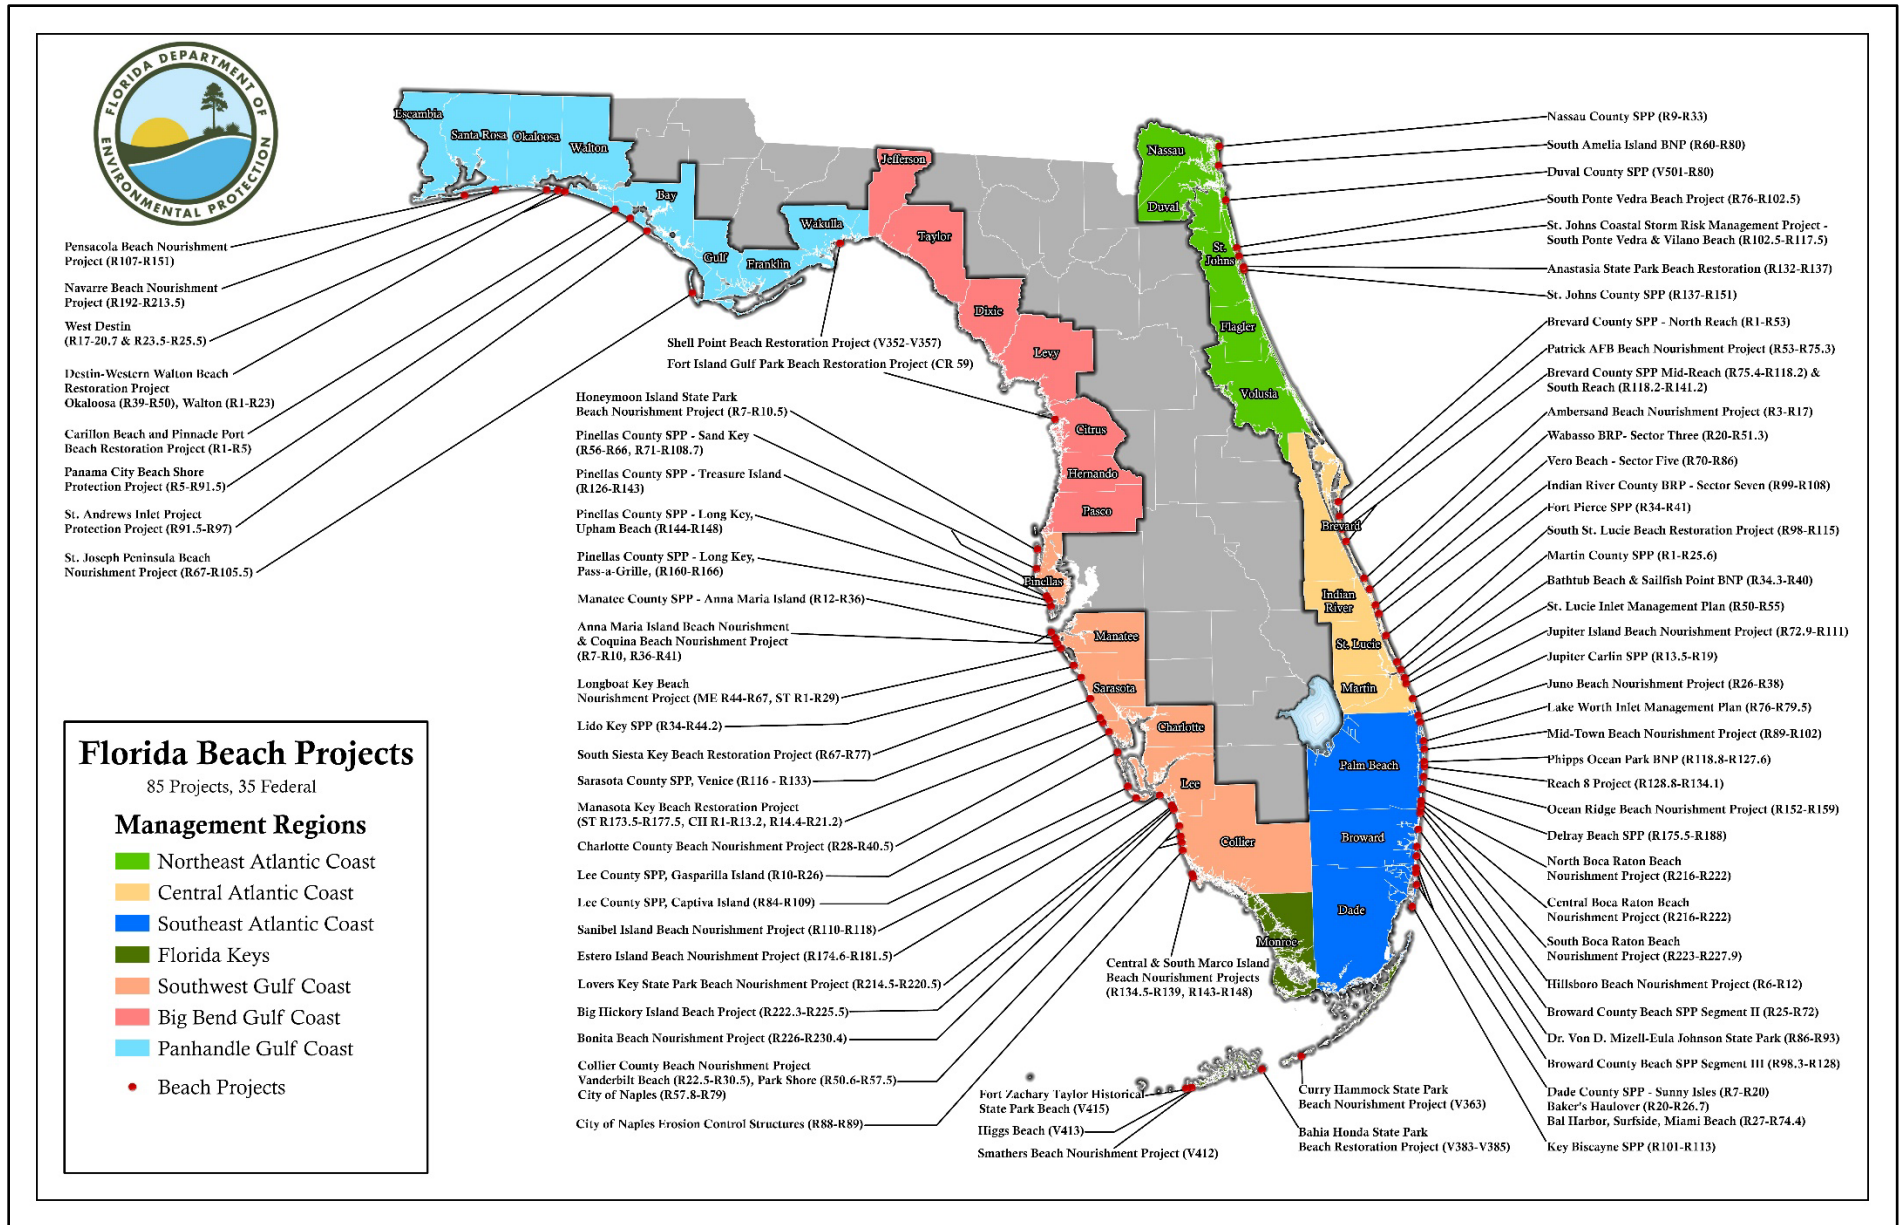 FLORIDA DEPARTMENT OF
ENVIRONMENTAL PROTECTION
Pensacola Beach Nourishment
Project (R107-R151)
Navarre Beach Nourishment
Project (R192-R213.5)
West Destin
(R17-20.7 & R23.5-R25.5)
Destin-Western Walton Beach
Restoration Project
Okaloosa (R39-R50), Walton (R1-R23)
Carillon Beach and Pinnacle Port
Beach Restoration Project (R1-R5)
Panama City Beach Shore
Protection Project (R5-R91.5)
St. Andrews Inlet Project
Protection Project (R91.5-R97)
St. Joseph Peninsula Beach
Nourishment Project (R67-R105.5)
Escambia
Santa Rosa
Okaloosa
Walton
Bay
Gulf
Franklin
Wakulla
Jefferson
Taylor
Dixie
Levy
Citrus
Hernando
Pasco
Pinellas
Manatee
Sarasota
Charlotte
Lee
Collier
Monroe
Nassau
Duval
St.
Johns
Flagler
Volusia
Brevard
Indian
River
St. Lucie
Martin
Palm Beach
Broward
Dade
Shell Point Beach Restoration Project (V352-V357)
Fort Island Gulf Park Beach Restoration Project (CR 59)
Honeymoon Island State Park
Beach Nourishment Project (R7-R10.5)
Pinellas County SPP - Sand Key
(R56-R66, R71-R108.7)
Pinellas County SPP - Treasure Island
(R126-R143)
Pinellas County SPP - Long Key,
Upham Beach (R144-R148)
Pinellas County SPP - Long Key,
Pass-a-Grille, (R160-R166)
Manatee County SPP - Anna Maria Island (R12-R36)
Anna Maria Island Beach Nourishment
& Coquina Beach Nourishment Project
(R7-R10, R36-R41)
Longboat Key Beach
Nourishment Project (ME R44-R67, ST R1-R29)
Lido Key SPP (R34-R44.2)
South Siesta Key Beach Restoration Project (R67-R77)
Sarasota County SPP, Venice (R116 - R133)
Manasota Key Beach Restoration Project
(ST R173.5-R177.5, CH R1-R13.2, R14.4-R21.2)
Charlotte County Beach Nourishment Project (R28-R40.5)
Lee County SPP, Gasparilla Island (R10-R26)
Lee County SPP, Captiva Island (R84-R109)
Sanibel Island Beach Nourishment Project (R110-R118)
Estero Island Beach Nourishment Project (R174.6-R181.5)
Lovers Key State Park Beach Nourishment Project (R214.5-R220.5)
Big Hickory Island Beach Project (R222.3-R225.5)
Bonita Beach Nourishment Project (R226-R230.4)
Collier County Beach Nourishment Project
Vanderbilt Beach (R22.5-R30.5), Park Shore (R50.6-R57.5)
City of Naples (R57.8-R79)
City of Naples Erosion Control Structures (R88-R89)
Central & South Marco Island
Beach Nourishment Projects
(R134.5-R139, R143-R148)
Fort Zachary Taylor Historical
State Park Beach (V415)
Higgs Beach (V413)
Smathers Beach Nourishment Project (V412)
Curry Hammock State Park
Beach Nourishment Project (V363)
Bahia Honda State Park
Beach Restoration Project (V383-V385)
Nassau County SPP (R9-R33)
South Amelia Island BNP (R60-R80)
Duval County SPP (V501-R80)
South Ponte Vedra Beach Project (R76-R102.5)
St. Johns Coastal Storm Risk Management Project -
South Ponte Vedra & Vilano Beach (R102.5-R117.5)
Anastasia State Park Beach Restoration (R132-R137)
St. Johns County SPP (R137-R151)
Brevard County SPP - North Reach (R1-R53)
Patrick AFB Beach Nourishment Project (R53-R75.3)
Brevard County SPP Mid-Reach (R75.4-R118.2) &
South Reach (R118.2-R141.2)
Ambersand Beach Nourishment Project (R3-R17)
Wabasso BRP- Sector Three (R20-R51.3)
Vero Beach - Sector Five (R70-R86)
Indian River County BRP - Sector Seven (R99-R108)
Fort Pierce SPP (R34-R41)
South St. Lucie Beach Restoration Project (R98-R115)
Martin County SPP (R1-R25.6)
Bathtub Beach & Sailfish Point BNP (R34.3-R40)
St. Lucie Inlet Management Plan (R50-R55)
Jupiter Island Beach Nourishment Project (R72.9-R111)
Jupiter Carlin SPP (R13.5-R19)
Juno Beach Nourishment Project (R26-R38)
Lake Worth Inlet Management Plan (R76-R79.5)
Mid-Town Beach Nourishment Project (R89-R102)
Phipps Ocean Park BNP (R118.8-R127.6)
Reach 8 Project (R128.8-R134.1)
Ocean Ridge Beach Nourishment Project (R152-R159)
Delray Beach SPP (R175.5-R188)
North Boca Raton Beach
Nourishment Project (R216-R222)
Central Boca Raton Beach
Nourishment Project (R216-R222)
South Boca Raton Beach
Nourishment Project (R223-R227.9)
Hillsboro Beach Nourishment Project (R6-R12)
Broward County Beach SPP Segment II (R25-R72)
Dr. Von D. Mizell-Eula Johnson State Park (R86-R93)
Broward County Beach SPP Segment III (R98.3-R128)
Dade County SPP - Sunny Isles (R7-R20)
Baker's Haulover (R20-R26.7)
Bal Harbor, Surfside, Miami Beach (R27-R74.4)
Key Biscayne SPP (R101-R113)
Florida Beach Projects
85 Projects, 35 Federal
Management Regions
Northeast Atlantic Coast
Central Atlantic Coast
Southeast Atlantic Coast
Florida Keys
Southwest Gulf Coast
Big Bend Gulf Coast
Panhandle Gulf Coast
Beach Projects